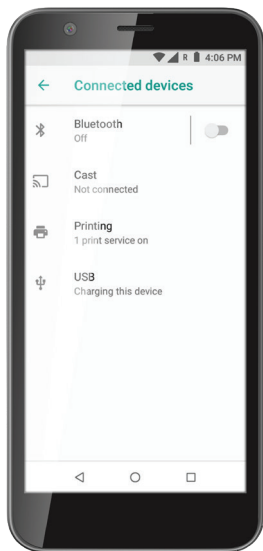 R 4:06 PM
Connected devices
Bluetooth
Off
Cast
Not connected
Printing
1 print service on
USB
Charging this device